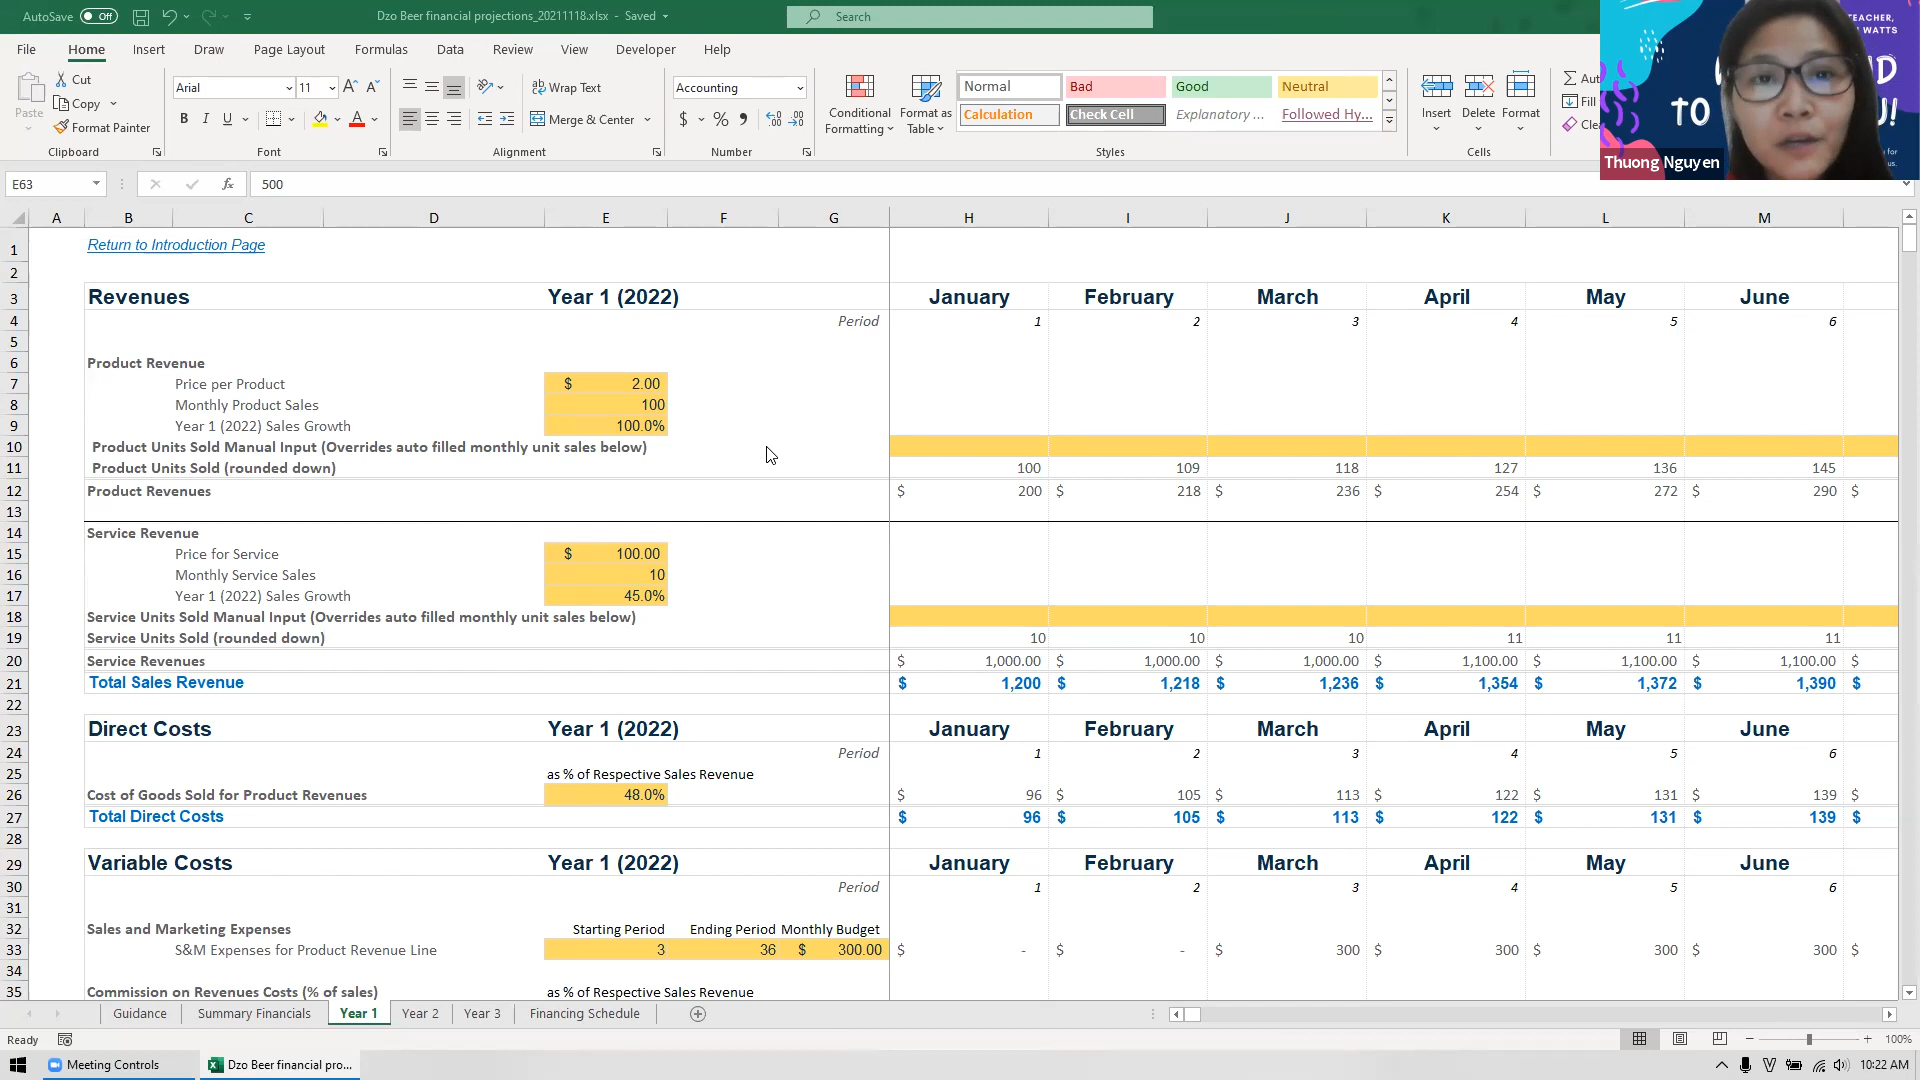 AutoSave Off Dzo Beer financial projections_20211118.xlsx - Saved Search
File Home Insert Draw Page Layout Formulas Data Review View Developer Help
Paste Cut Copy Format Painter Clipboard
Arial 11 B I U Font
Wrap Text Merge & Center Alignment
Accounting $ % Number
Conditional Formatting Format as Table
Normal Bad Good Neutral
Calculation Check Cell Explanatory ... Followed Hy...
Styles
Insert Delete Format Cells
Aut
Fill
Clea
TEACHER,
WATTS
TO
U!
for
us.
Thuong Nguyen
E63 fx 500
A B C D E F G H I J K L M
1 Return to Introduction Page
2
3 Revenues Year 1 (2022) January February March April May June
4 Period 1 2 3 4 5 6
5
6 Product Revenue
7 Price per Product $ 2.00
8 Monthly Product Sales 100
9 Year 1 (2022) Sales Growth 100.0%
10 Product Units Sold Manual Input (Overrides auto filled monthly unit sales below)
11 Product Units Sold (rounded down) 100 109 118 127 136 145
12 Product Revenues $ 200 $ 218 $ 236 $ 254 $ 272 $ 290 $
13
14 Service Revenue
15 Price for Service $ 100.00
16 Monthly Service Sales 10
17 Year 1 (2022) Sales Growth 45.0%
18 Service Units Sold Manual Input (Overrides auto filled monthly unit sales below)
19 Service Units Sold (rounded down) 10 10 10 11 11 11
20 Service Revenues $ 1,000.00 $ 1,000.00 $ 1,000.00 $ 1,100.00 $ 1,100.00 $ 1,100.00 $
21 Total Sales Revenue $ 1,200 $ 1,218 $ 1,236 $ 1,354 $ 1,372 $ 1,390 $
22
23 Direct Costs Year 1 (2022) January February March April May June
24 Period 1 2 3 4 5 6
25 as % of Respective Sales Revenue
26 Cost of Goods Sold for Product Revenues 48.0% $ 96 $ 105 $ 113 $ 122 $ 131 $ 139 $
27 Total Direct Costs $ 96 $ 105 $ 113 $ 122 $ 131 $ 139 $
28
29 Variable Costs Year 1 (2022) January February March April May June
30 Period 1 2 3 4 5 6
31
32 Sales and Marketing Expenses Starting Period Ending Period Monthly Budget
33 S&M Expenses for Product Revenue Line 3 36 $ 300.00 $ - $ - $ 300 $ 300 $ 300 $ 300 $
34
35 Commission on Revenues Costs (% of sales) as % of Respective Sales Revenue
Guidance Summary Financials Year 1 Year 2 Year 3 Financing Schedule
Ready 100%
Meeting Controls Dzo Beer financial pro... 10:22 AM